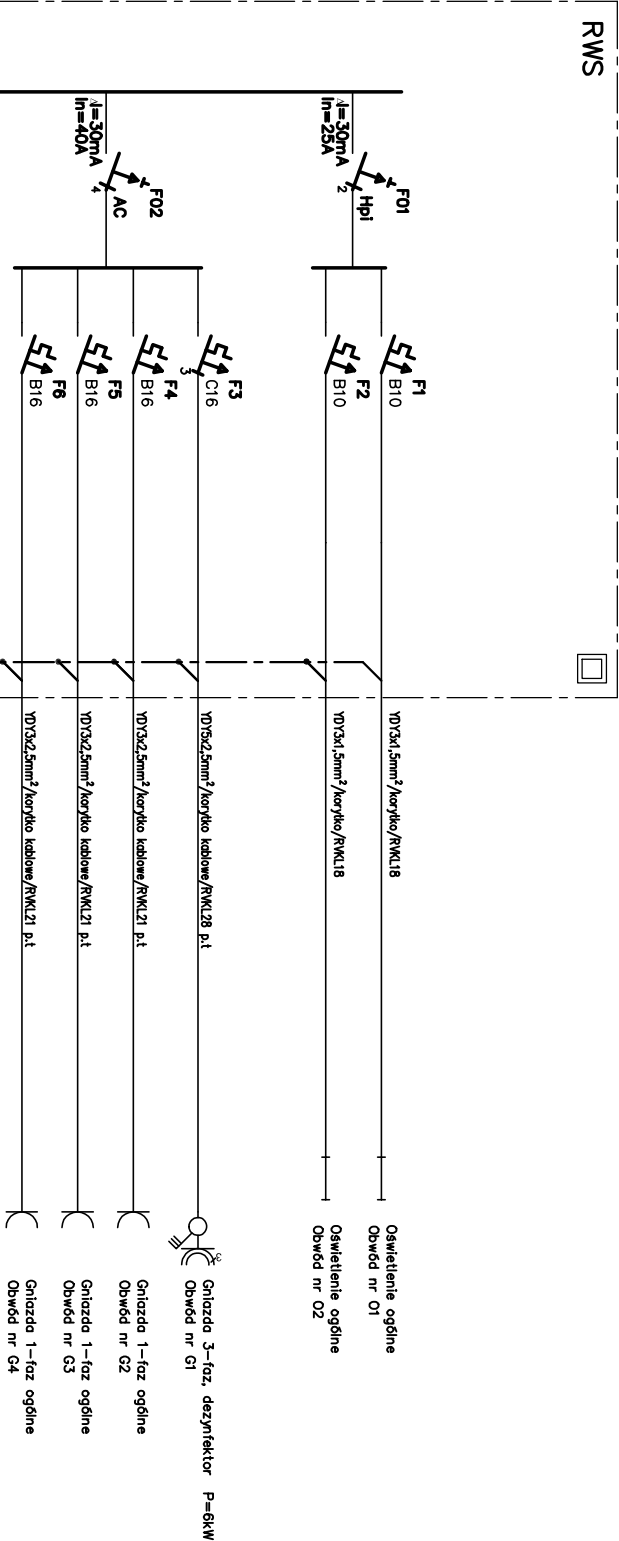 RWS
ΔI=30mA
In=25A
F01
Hpi
2
F1
B10
YDY3x1,5mm²/korytko/RVKL18
Oświetlenie ogólne
Obwód nr O1
F2
B10
YDY3x1,5mm²/korytko/RVKL18
Oświetlenie ogólne
Obwód nr O2
ΔI=30mA
In=40A
F02
AC
4
F3
C16
3
YDY5x2,5mm²/korytko kablowe/RVKL28 p.t
3
Gniazda 3-faz, dezynfektor P=6kW
Obwód nr G1
F4
B16
YDY3x2,5mm²/korytko kablowe/RVKL21 p.t
Gniazda 1-faz ogólne
Obwód nr G2
F5
B16
YDY3x2,5mm²/korytko kablowe/RVKL21 p.t
Gniazda 1-faz ogólne
Obwód nr G3
F6
B16
YDY3x2,5mm²/korytko kablowe/RVKL21 p.t
Gniazda 1-faz ogólne
Obwód nr G4